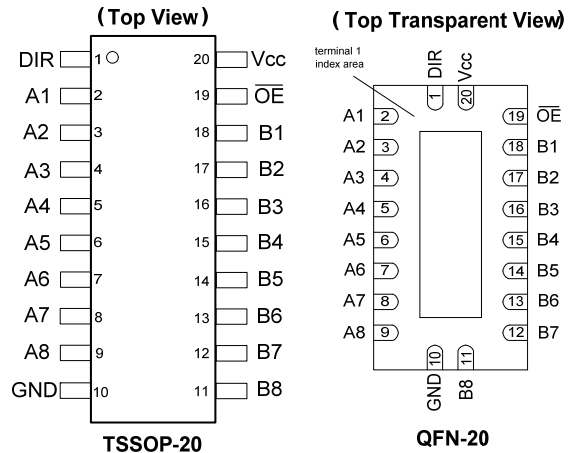 (Top View)
DIR 1 20 Vcc
A1 2 19 O̅E̅
A2 3 18 B1
A3 4 17 B2
A4 5 16 B3
A5 6 15 B4
A6 7 14 B5
A7 8 13 B6
A8 9 12 B7
GND 10 11 B8
TSSOP-20
(Top Transparent View)
terminal 1
index area
DIR Vcc
1 20
A1 2 19 O̅E̅
A2 3 18 B1
A3 4 17 B2
A4 5 16 B3
A5 6 15 B4
A6 7 14 B5
A7 8 13 B6
A8 9 12 B7
10 11
GND B8
QFN-20